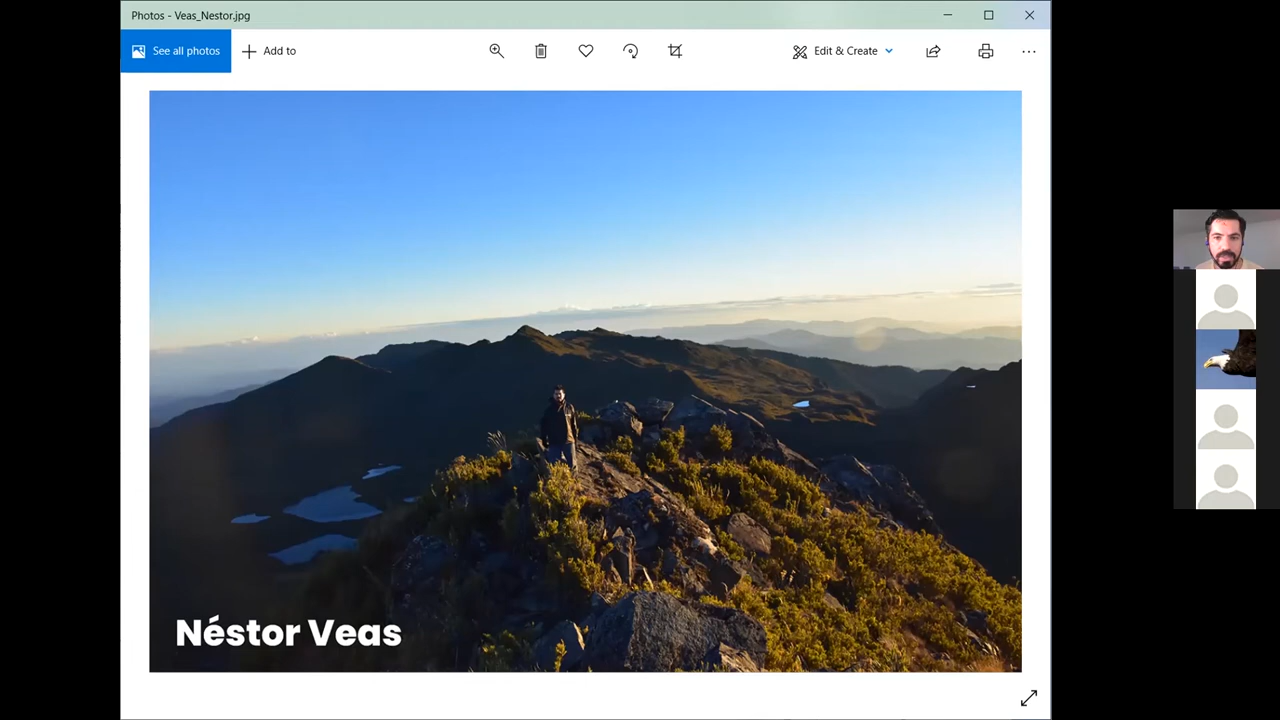 Photos - Veas_Nestor.jpg
See all photos
Add to
Edit & Create
Néstor Veas